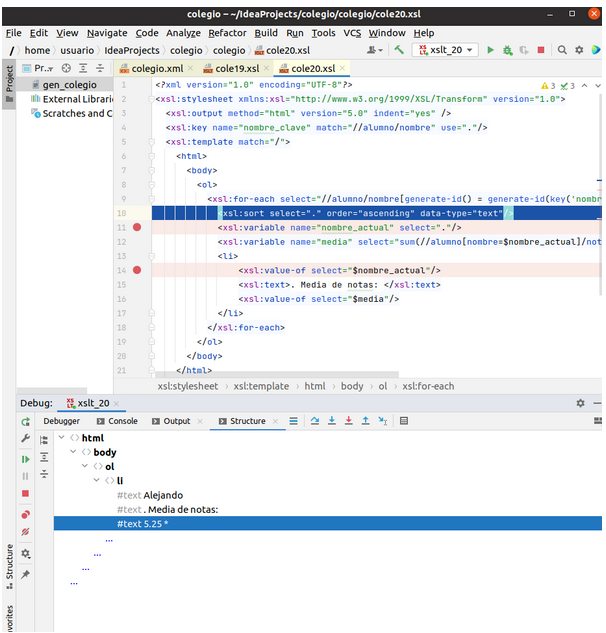 colegio – ~/IdeaProjects/colegio/colegio/cole20.xsl
File Edit View Navigate Code Analyze Refactor Build Run Tools VCS Window Help
/ home usuario IdeaProjects colegio colegio cole20.xsl xslt_20
Project
Pr..
colegio.xml cole19.xsl cole20.xsl
gen_colegio
External Librari
Scratches and C
3 3
1 <?xml version="1.0" encoding="UTF-8"?>
2 <xsl:stylesheet xmlns:xsl="http://www.w3.org/1999/XSL/Transform" version="1.0">
3 <xsl:output method="html" version="5.0" indent="yes" />
4 <xsl:key name="nombre_clave" match="//alumno/nombre" use="."/>
5 <xsl:template match="/">
6 <html>
7 <body>
8 <ol>
9 <xsl:for-each select="//alumno/nombre[generate-id() = generate-id(key('nombr
10 <xsl:sort select="." order="ascending" data-type="text"/>
11 <xsl:variable name="nombre_actual" select="."/>
12 <xsl:variable name="media" select="sum(//alumno[nombre=$nombre_actual]/not
13 <li>
14 <xsl:value-of select="$nombre_actual"/>
15 <xsl:text>. Media de notas: </xsl:text>
16 <xsl:value-of select="$media"/>
17 </li>
18 </xsl:for-each>
19 </ol>
20 </body>
21 </html>
xsl:stylesheet xsl:template html body ol xsl:for-each
Debug: xslt_20
Debugger Console Output Structure
html
body
ol
li
#text Alejando
#text . Media de notas:
#text 5.25 *
...
...
...
...
Structure
avorites